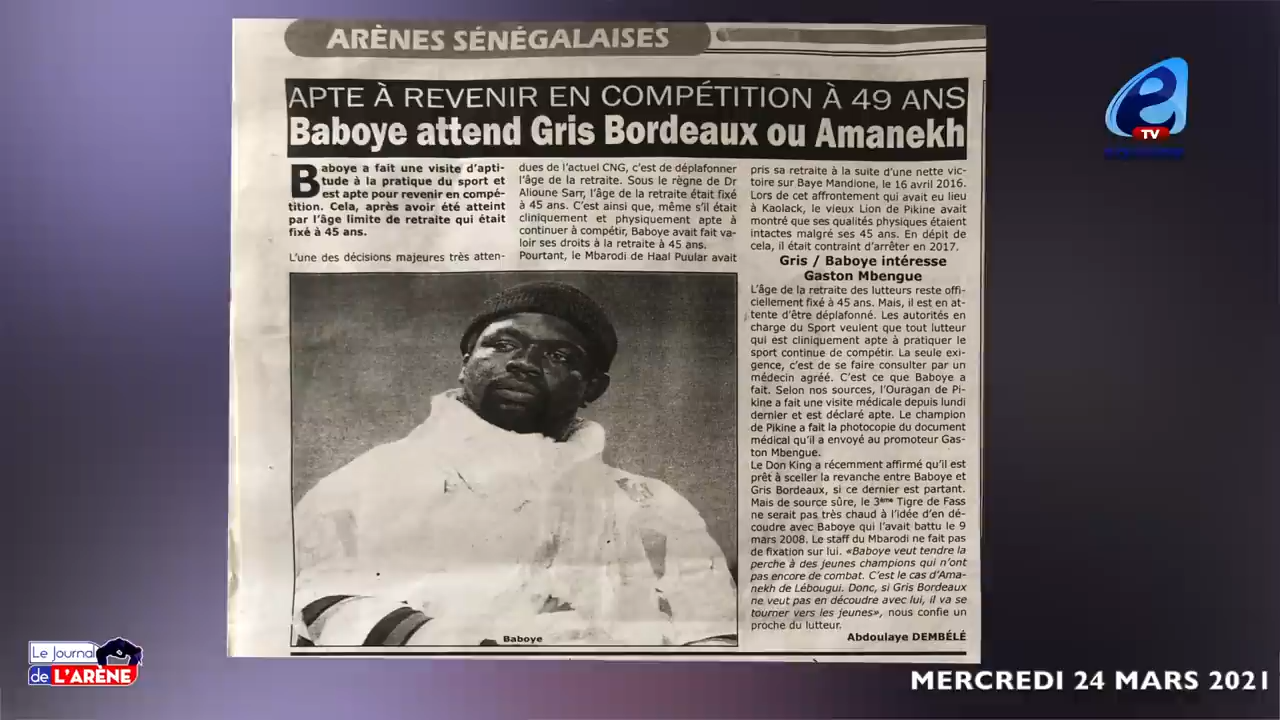 ARÈNES SÉNÉGALAISES
e
TV
APTE À REVENIR EN COMPÉTITION À 49 ANS
Baboye attend Gris Bordeaux ou Amanekh
Baboye a fait une visite d'apti-
tude à la pratique du sport et
est apte pour revenir en compé-
tition. Cela, après avoir été atteint
par l'âge limite de retraite qui était
fixé à 45 ans.
L'une des décisions majeures très atten-
dues de l'actuel CNG, c'est de déplafonner
l'âge de la retraite. Sous le règne de Dr
Alioune Sarr, l'âge de la retraite était fixé
à 45 ans. C'est ainsi que, même s'il était
cliniquement et physiquement apte à
continuer à compétir, Baboye avait fait va-
loir ses droits à la retraite à 45 ans.
Pourtant, le Mbarodi de Haal Puular avait
pris sa retraite à la suite d'une nette vic-
toire sur Baye Mandione, le 16 avril 2016.
Lors de cet affrontement qui avait eu lieu
à Kaolack, le vieux Lion de Pikine avait
montré que ses qualités physiques étaient
intactes malgré ses 45 ans. En dépit de
cela, il était contraint d'arrêter en 2017.
Gris / Baboye intéresse
Gaston Mbengue
L'âge de la retraite des lutteurs reste offi-
ciellement fixé à 45 ans. Mais, il est en at-
tente d'être déplafonné. Les autorités en
charge du Sport veulent que tout lutteur
qui est cliniquement apte à pratiquer le
sport continue de compétir. La seule exi-
gence, c'est de se faire consulter par un
médecin agréé. C'est ce que Baboye a
fait. Selon nos sources, l'Ouragan de Pi-
kine a fait une visite médicale depuis lundi
dernier et est déclaré apte. Le champion
de Pikine a fait la photocopie du document
médical qu'il a envoyé au promoteur Gas-
ton Mbengue.
Le Don King a récemment affirmé qu'il est
prêt à sceller la revanche entre Baboye et
Gris Bordeaux, si ce dernier est partant.
Mais de source sûre, le 3ème Tigre de Fass
ne serait pas très chaud à l'idée d'en dé-
coudre avec Baboye qui l'avait battu le 9
mars 2008. Le staff du Mbarodi ne fait pas
de fixation sur lui. «Baboye veut tendre la
perche à des jeunes champions qui n'ont
pas encore de combat. C'est le cas d'Ama-
nekh de Lébougui. Donc, si Gris Bordeaux
ne veut pas en découdre avec lui, il va se
tourner vers les jeunes», nous confie un
proche du lutteur.
Abdoulaye DEMBÉLÉ
Baboye
Le Journal
de L'ARÈNE
MERCREDI 24 MARS 2021